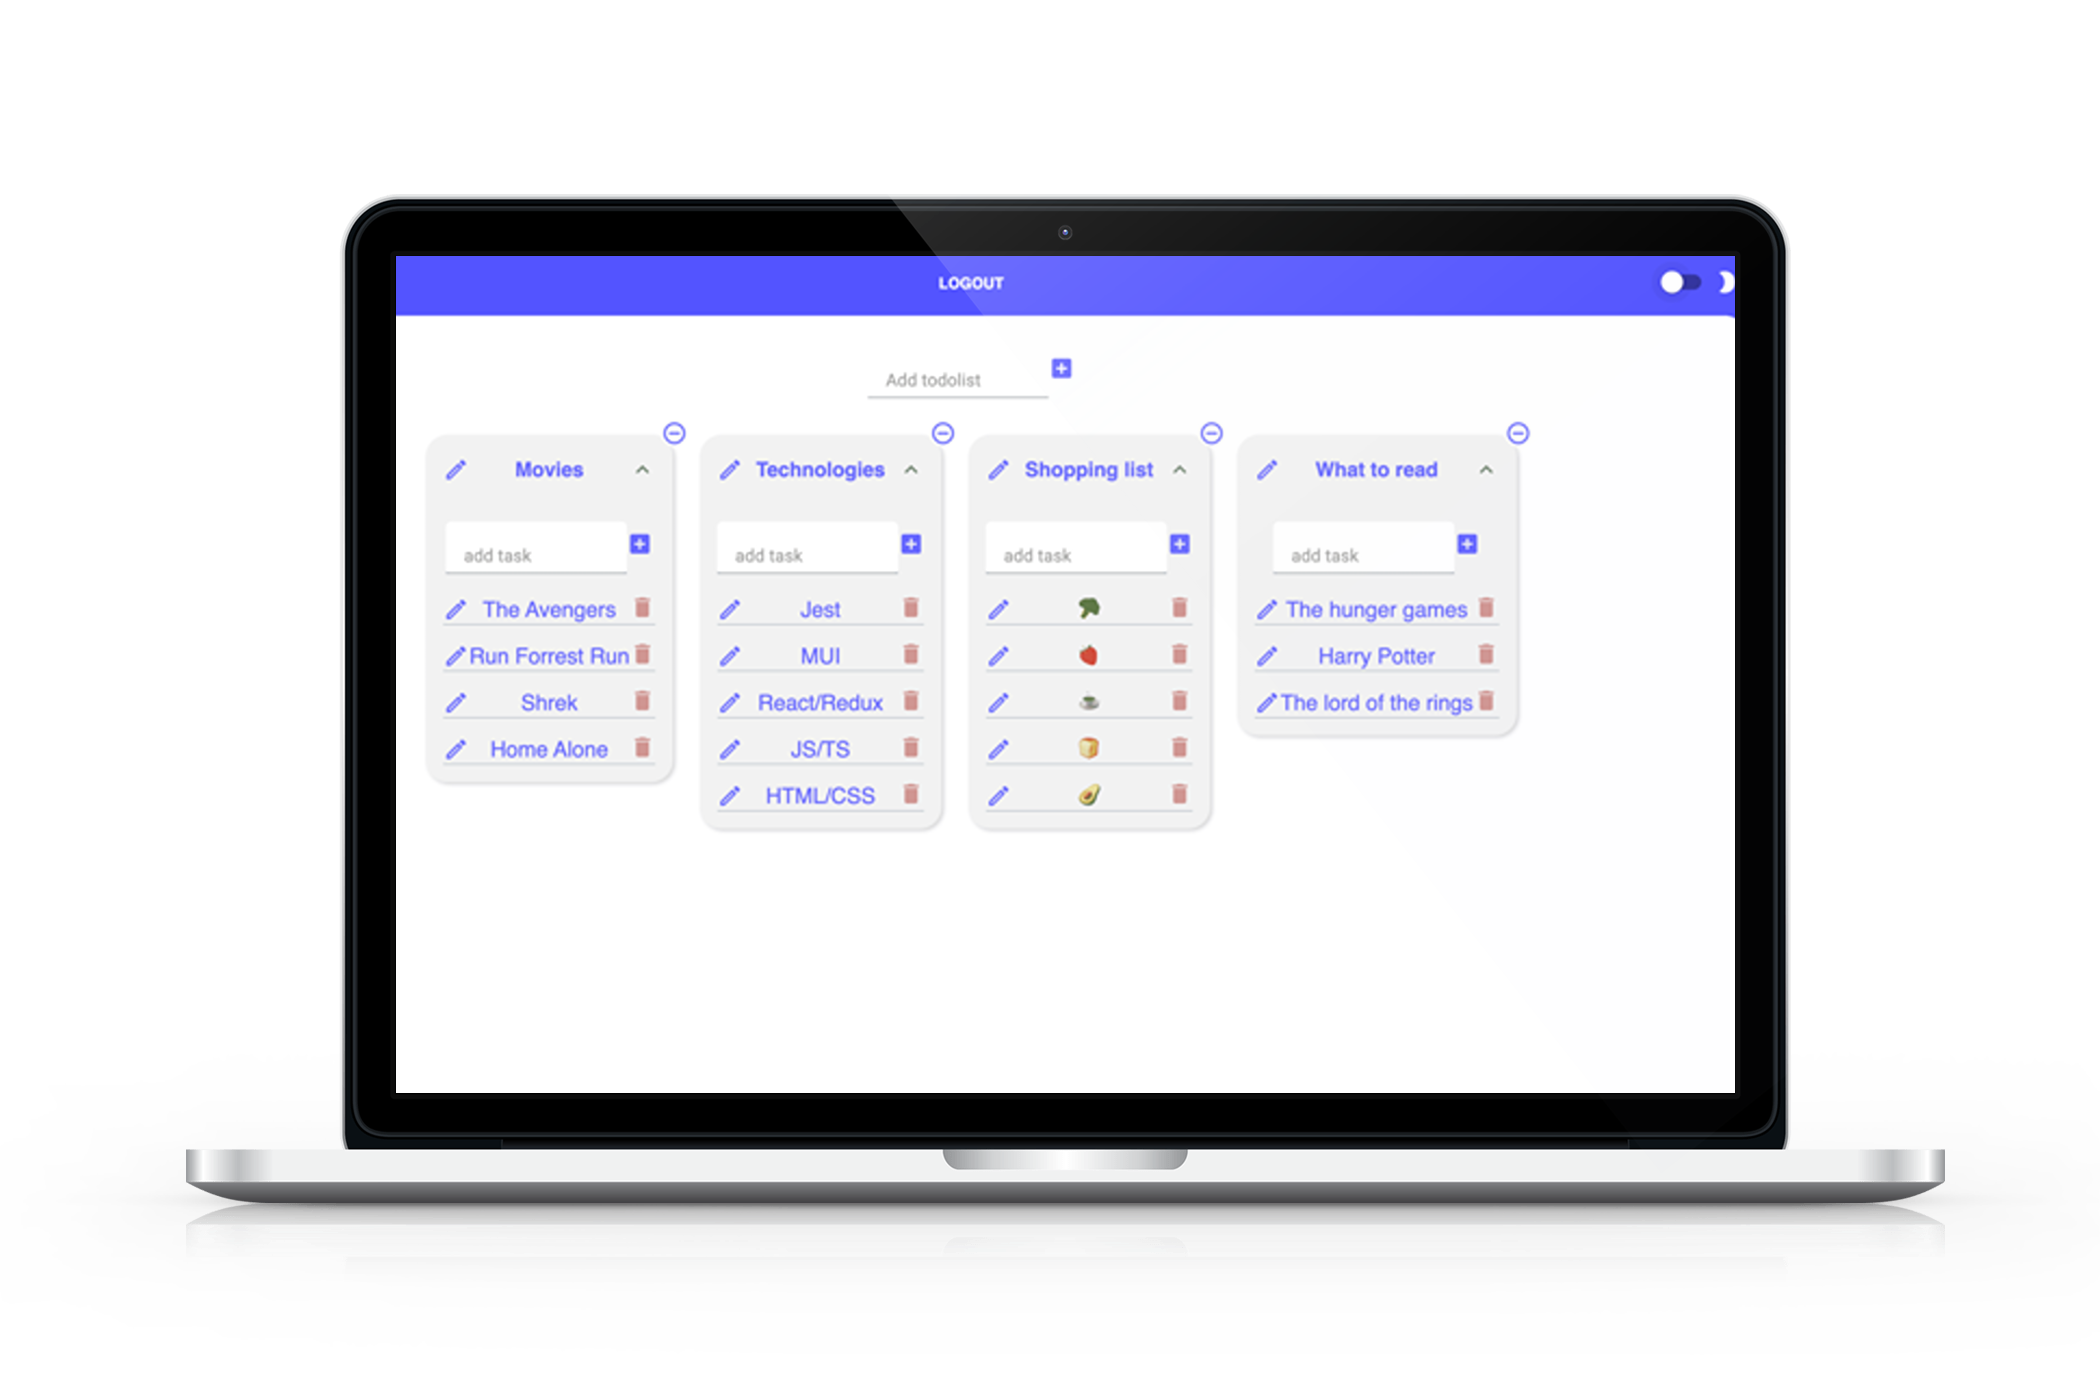 LOGOUT
Add todolist
Movies
add task
The Avengers
Run Forrest Run
Shrek
Home Alone
Technologies
add task
Jest
MUI
React/Redux
JS/TS
HTML/CSS
Shopping list
add task
What to read
add task
The hunger games
Harry Potter
The lord of the rings